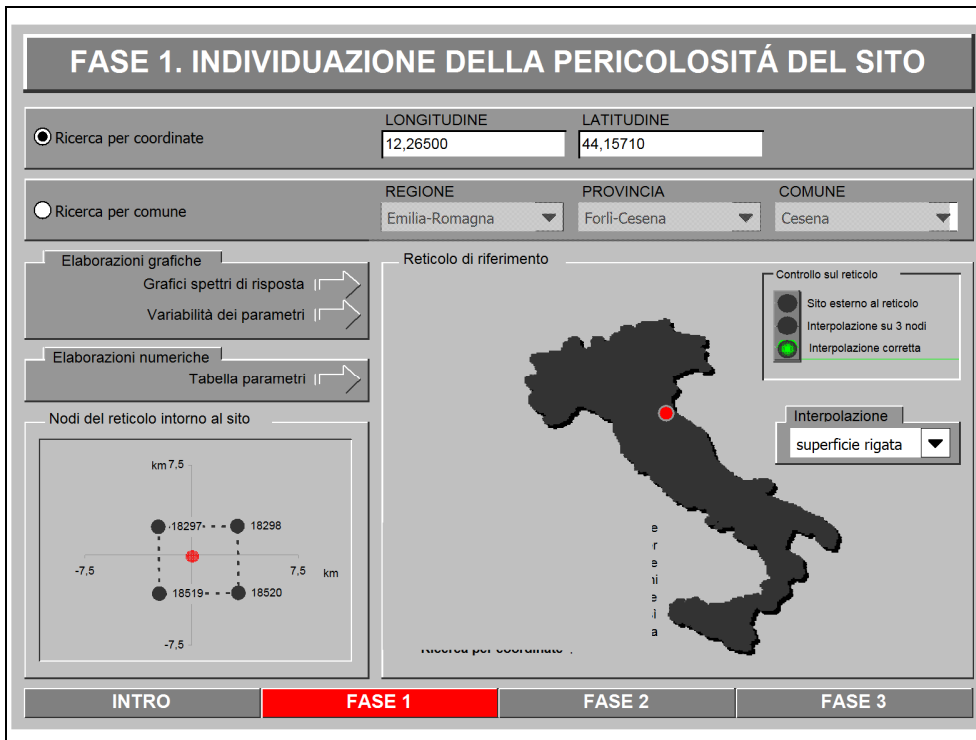 FASE 1. INDIVIDUAZIONE DELLA PERICOLOSITÁ DEL SITO
Ricerca per coordinate
LONGITUDINE
12,26500
LATITUDINE
44,15710
Ricerca per comune
REGIONE
Emilia-Romagna
PROVINCIA
Forlì-Cesena
COMUNE
Cesena
Elaborazioni grafiche
Grafici spettri di risposta
Variabilità dei parametri
Elaborazioni numeriche
Tabella parametri
Nodi del reticolo intorno al sito
km 7,5
18297
18298
-7,5
7,5 km
18519
18520
-7,5
Reticolo di riferimento
Controllo sul reticolo
Sito esterno al reticolo
Interpolazione su 3 nodi
Interpolazione corretta
Interpolazione
superficie rigata
INTRO
FASE 1
FASE 2
FASE 3